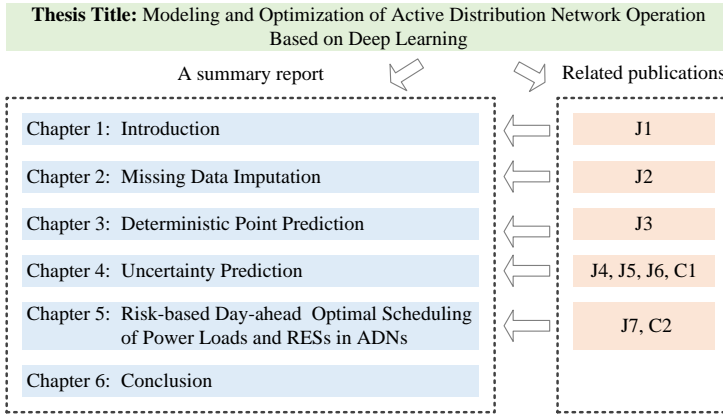 Thesis Title: Modeling and Optimization of Active Distribution Network Operation
Based on Deep Learning
A summary report
Related publications
Chapter 1: Introduction
J1
Chapter 2: Missing Data Imputation
J2
Chapter 3: Deterministic Point Prediction
J3
Chapter 4: Uncertainty Prediction
J4, J5, J6, C1
Chapter 5: Risk-based Day-ahead Optimal Scheduling
of Power Loads and RESs in ADNs
J7, C2
Chapter 6: Conclusion